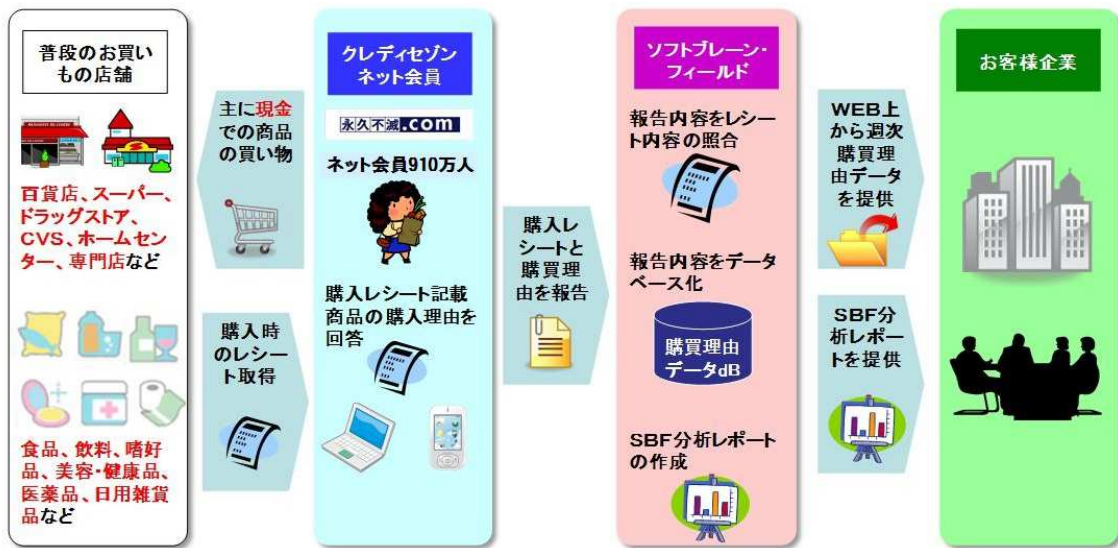 普段のお買い
もの店舗
百貨店、スーパー、
ドラッグストア、
CVS、ホームセン
ター、専門店など
食品、飲料、嗜好
品、美容・健康品、
医薬品、日用雑貨
品など
主に現金
での商品
の買い物
購入時
のレシー
ト取得
クレディセゾン
ネット会員
永久不滅.com
ネット会員910万人
購入レシート記載
商品の購入理由を
回答
購入レ
シートと
購買理
由を報告
ソフトブレーン・
フィールド
報告内容をレシー
ト内容の照合
報告内容をデータ
ベース化
購買理由
データdB
SBF分析レポート
の作成
WEB上
から週次
購買理
由データ
を提供
SBF分
析レポー
トを提供
お客様企業